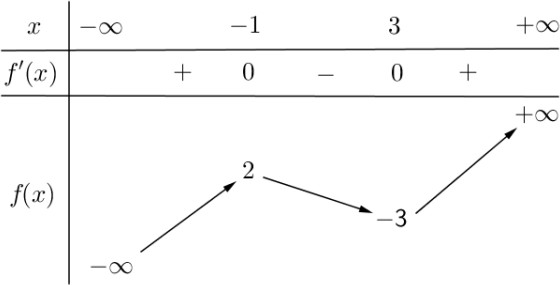 x −∞ −1 3 +∞
f′(x) + 0 − 0 +
+∞
2
f(x)
−3
−∞